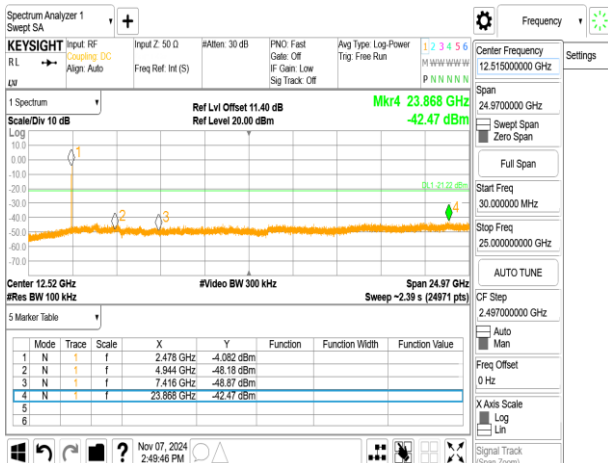 Spectrum Analyzer 1
Swept SA
+
Frequency
KEYSIGHT
Input: RF
Coupling: DC
Align: Auto
Input Z: 50 Ω
Freq Ref: Int (S)
#Atten: 30 dB
PNO: Fast
Gate: Off
IF Gain: Low
Sig Track: Off
Avg Type: Log-Power
Trig: Free Run
1 2 3 4 5 6
M W W W W W
P N N N N N
RL
LXI
Center Frequency
12.515000000 GHz
Settings
Span
24.9700000 GHz
Swept Span
Zero Span
Full Span
Start Freq
30.000000 MHz
Stop Freq
25.000000000 GHz
AUTO TUNE
CF Step
2.497000000 GHz
Auto
Man
Freq Offset
0 Hz
X Axis Scale
Log
Lin
Signal Track
(Span Zoom)
1 Spectrum
Scale/Div 10 dB
Ref Lvl Offset 11.40 dB
Ref Level 20.00 dBm
Mkr4 23.868 GHz
-42.47 dBm
Log
10.0
0.00
-10.0
-20.0
-30.0
-40.0
-50.0
-60.0
-70.0
1
2
3
4
DL1 -21.22 dBm
Center 12.52 GHz
#Res BW 100 kHz
#Video BW 300 kHz
Span 24.97 GHz
Sweep ~2.39 s (24971 pts)
5 Marker Table
Mode Trace Scale X Y Function Function Width Function Value
1 N 1 f 2.478 GHz -4.082 dBm
2 N 1 f 4.944 GHz -48.18 dBm
3 N 1 f 7.416 GHz -48.87 dBm
4 N 1 f 23.868 GHz -42.47 dBm
5
6
?
Nov 07, 2024
2:49:46 PM